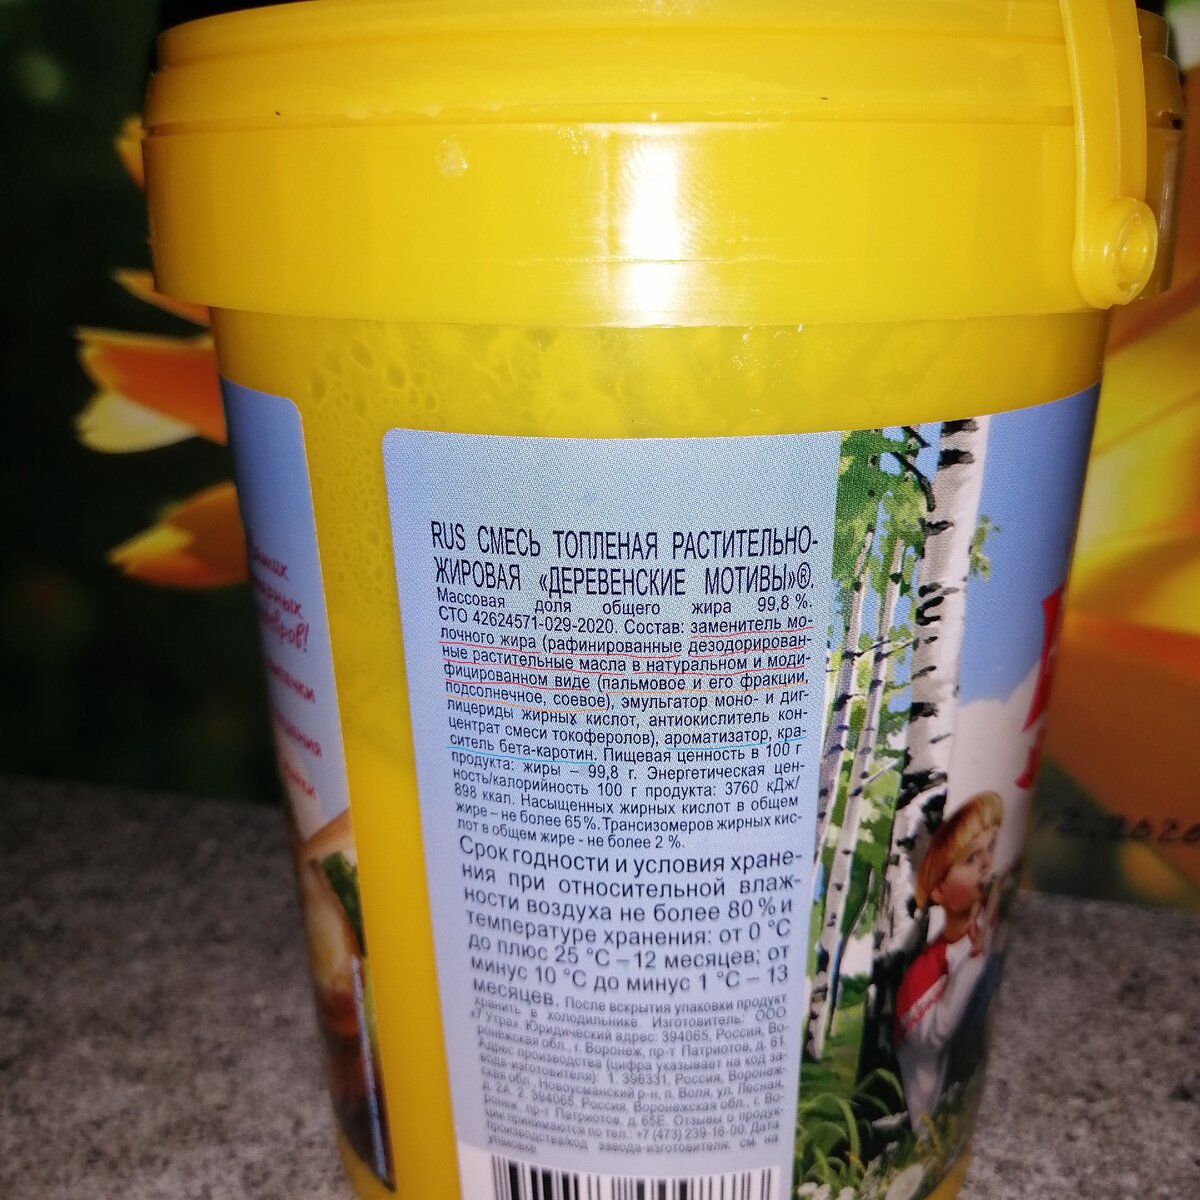 RUS СМЕСЬ ТОПЛЕНАЯ РАСТИТЕЛЬНО-
ЖИРОВАЯ «ДЕРЕВЕНСКИЕ МОТИВЫ»®.
Массовая доля общего жира 99,8 %.
СТО 42624571-029-2020. Состав: заменитель мо-
лочного жира (рафинированные дезодорирован-
ные растительные масла в натуральном и моди-
фицированном виде (пальмовое и его фракции,
подсолнечное, соевое), эмульгатор моно- и диг-
лицериды жирных кислот, антиокислитель кон-
центрат смеси токоферолов), ароматизатор, кра-
ситель бета-каротин. Пищевая ценность в 100 г
продукта: жиры – 99,8 г. Энергетическая цен-
ность/калорийность 100 г продукта: 3760 кДж/
898 ккал. Насыщенных жирных кислот в общем
жире – не более 65 %. Трансизомеров жирных кис-
лот в общем жире - не более 2 %.
Срок годности и условия хране-
ния при относительной влаж-
ности воздуха не более 80 % и
температуре хранения: от 0 °C
до плюс 25 °C – 12 месяцев; от
минус 10 °C до минус 1 °C – 13
месяцев. После вскрытия упаковки продукт
хранить в холодильнике. Изготовитель: ООО
«7 Утра». Юридический адрес: 394065, Россия, Во-
ронежская обл., г. Воронеж, пр-т Патриотов, д. 61.
Адрес производства (цифра указывает на код за-
вода-изготовителя): 1. 396331, Россия, Воронеж-
ская обл., Новоусманский р-н, п. Воля, ул. Лесная,
д. 2А. 2. 394065, Россия, Воронежская обл., г. Во-
ронеж, пр-т Патриотов, д. 65Е. Отзывы о продук-
ции принимаются по тел.: +7 (473) 239-16-00. Дата
производства/код завода-изготовителя: см. на
упаковке.